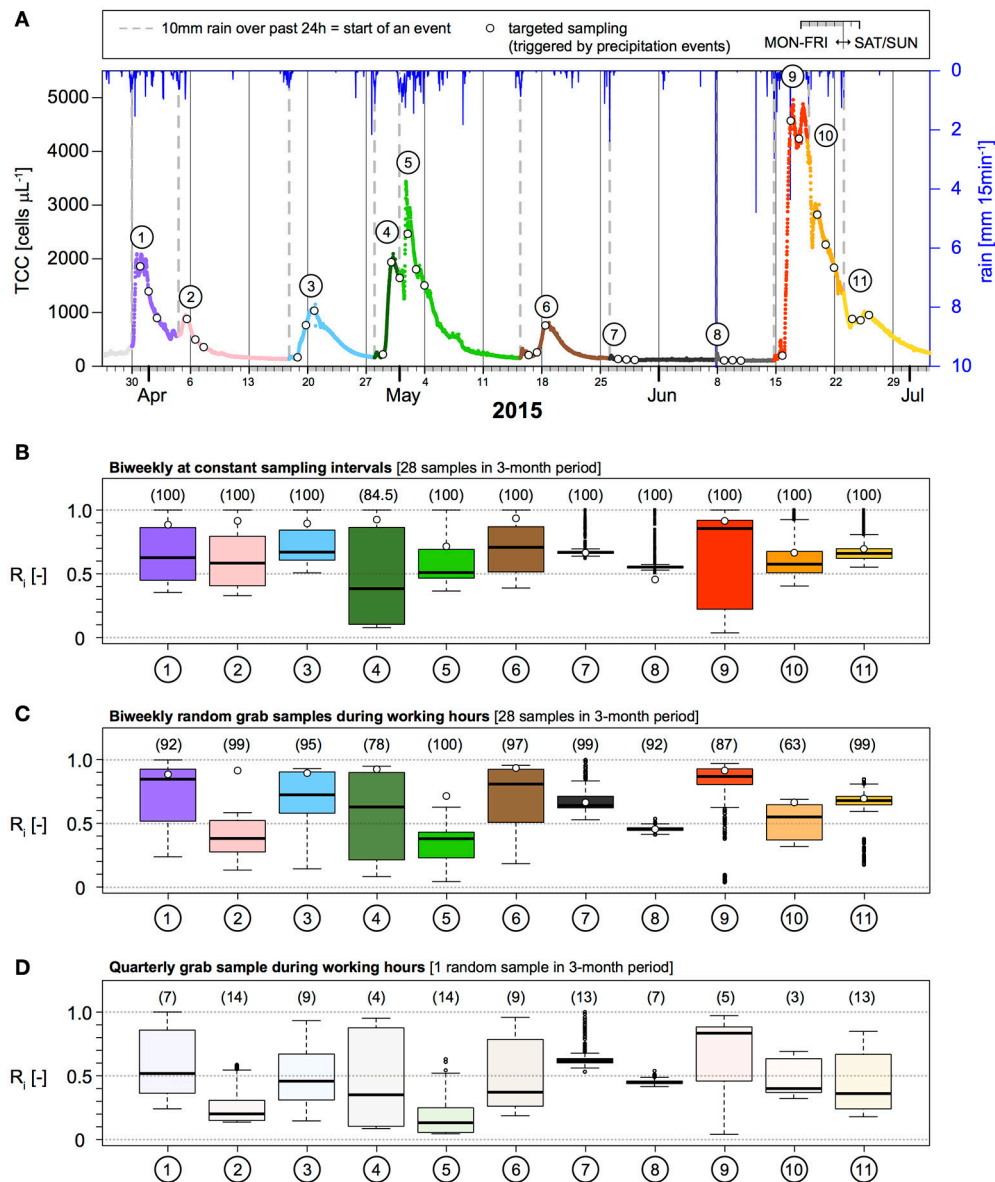 A
10mm rain over past 24h = start of an event
targeted sampling
(triggered by precipitation events)
MON-FRI ↔ SAT/SUN
TCC [cells μL-1]
5000
4000
3000
2000
1000
0
0
2
4
6
8
10
rain [mm 15min-1]
1 2 3 4 5 6 7 8 9 10 11
30 6 13 20 27 4 11 18 25 8 15 22 29
Apr May Jun Jul
2015
B
Biweekly at constant sampling intervals [28 samples in 3-month period]
(100) (100) (100) (84.5) (100) (100) (100) (100) (100) (100) (100)
1.0
0.5
0
Ri [-]
1 2 3 4 5 6 7 8 9 10 11
C
Biweekly random grab samples during working hours [28 samples in 3-month period]
(92) (99) (95) (78) (100) (97) (99) (92) (87) (63) (99)
1.0
0.5
0
Ri [-]
1 2 3 4 5 6 7 8 9 10 11
D
Quarterly grab sample during working hours [1 random sample in 3-month period]
(7) (14) (9) (4) (14) (9) (13) (7) (5) (3) (13)
1.0
0.5
0
Ri [-]
1 2 3 4 5 6 7 8 9 10 11